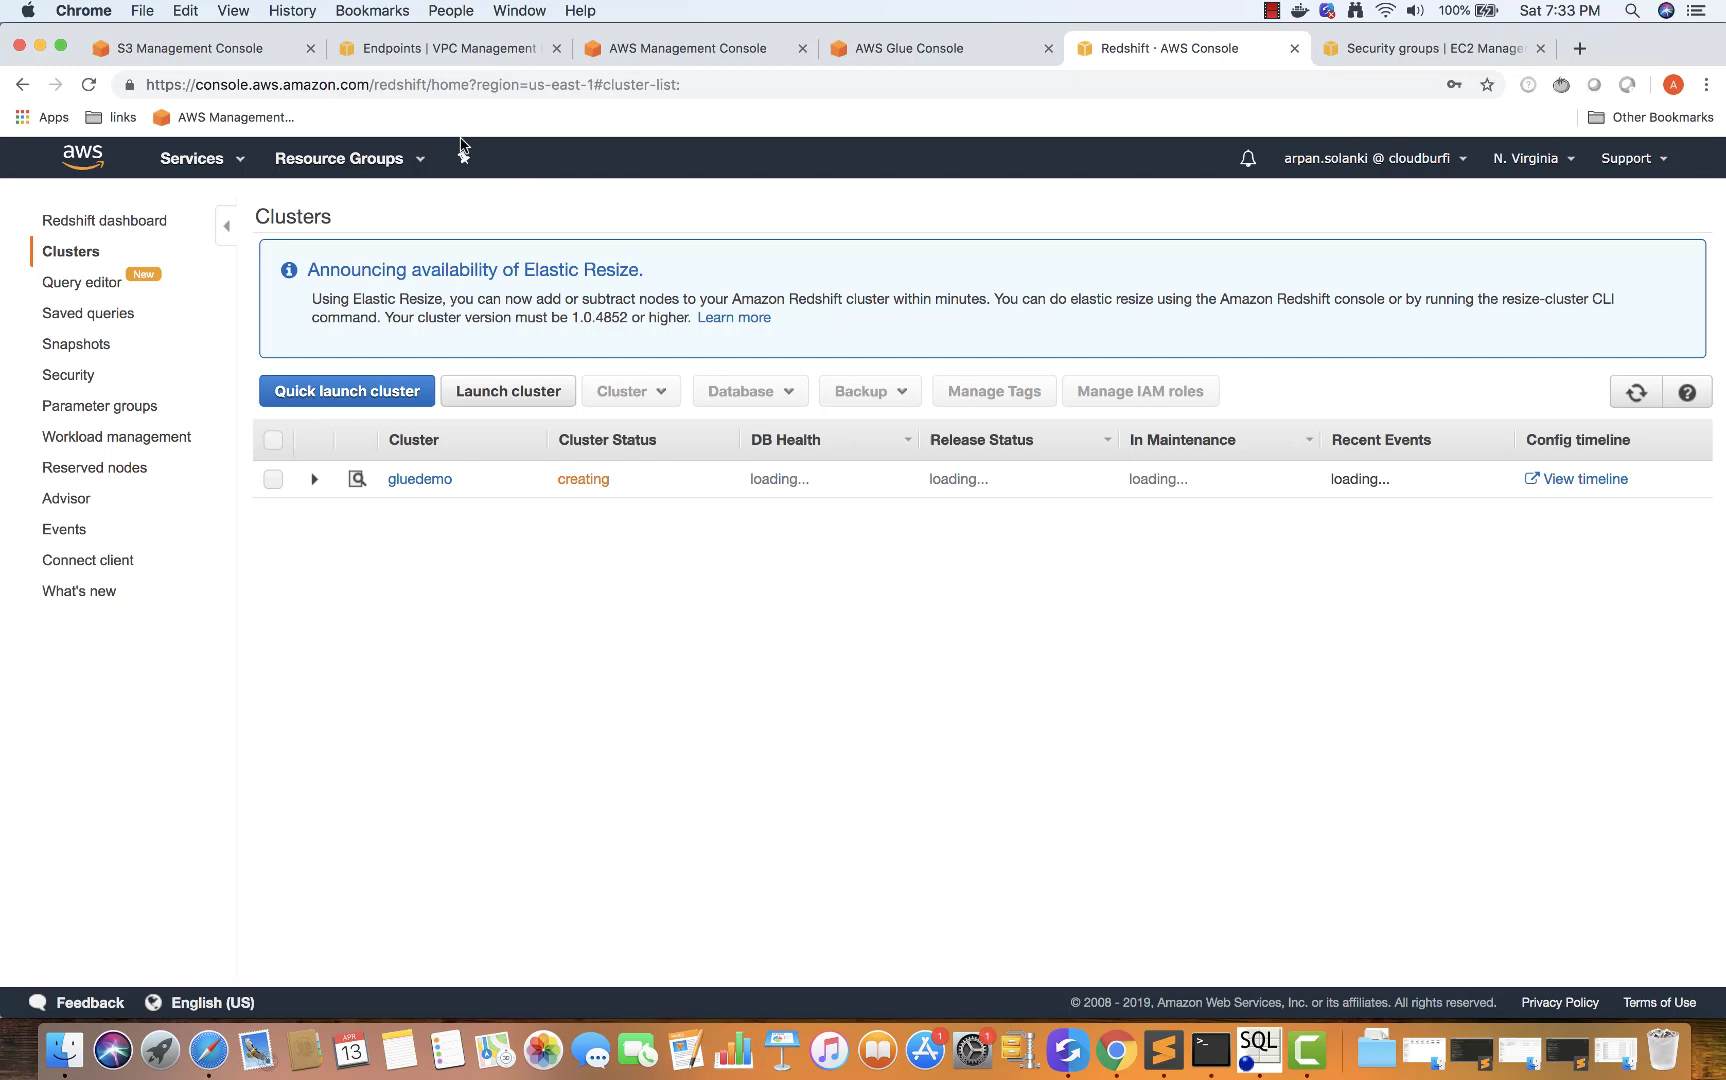 Chrome File Edit View History Bookmarks People Window Help 100% Sat 7:33 PM
S3 Management Console Endpoints | VPC Management AWS Management Console AWS Glue Console Redshift · AWS Console Security groups | EC2 Manage
https://console.aws.amazon.com/redshift/home?region=us-east-1#cluster-list: A
Apps links AWS Management... Other Bookmarks
aws Services Resource Groups arpan.solanki @ cloudburfi N. Virginia Support
Redshift dashboard
Clusters
Query editor New
Saved queries
Snapshots
Security
Parameter groups
Workload management
Reserved nodes
Advisor
Events
Connect client
What's new
Clusters
Announcing availability of Elastic Resize.
Using Elastic Resize, you can now add or subtract nodes to your Amazon Redshift cluster within minutes. You can do elastic resize using the Amazon Redshift console or by running the resize-cluster CLI
command. Your cluster version must be 1.0.4852 or higher. Learn more
Quick launch cluster Launch cluster Cluster Database Backup Manage Tags Manage IAM roles
Cluster Cluster Status DB Health Release Status In Maintenance Recent Events Config timeline
gluedemo creating loading... loading... loading... loading... View timeline
Feedback English (US) © 2008 - 2019, Amazon Web Services, Inc. or its affiliates. All rights reserved. Privacy Policy Terms of Use
APR
13
3D
1
1
>_
SQL